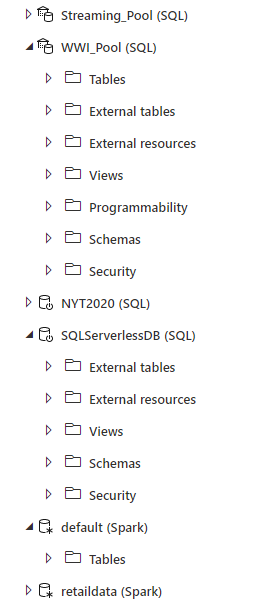 Streaming_Pool (SQL)
WWI_Pool (SQL)
Tables
External tables
External resources
Views
Programmability
Schemas
Security
NYT2020 (SQL)
SQLServerlessDB (SQL)
External tables
External resources
Views
Schemas
Security
default (Spark)
Tables
retaildata (Spark)